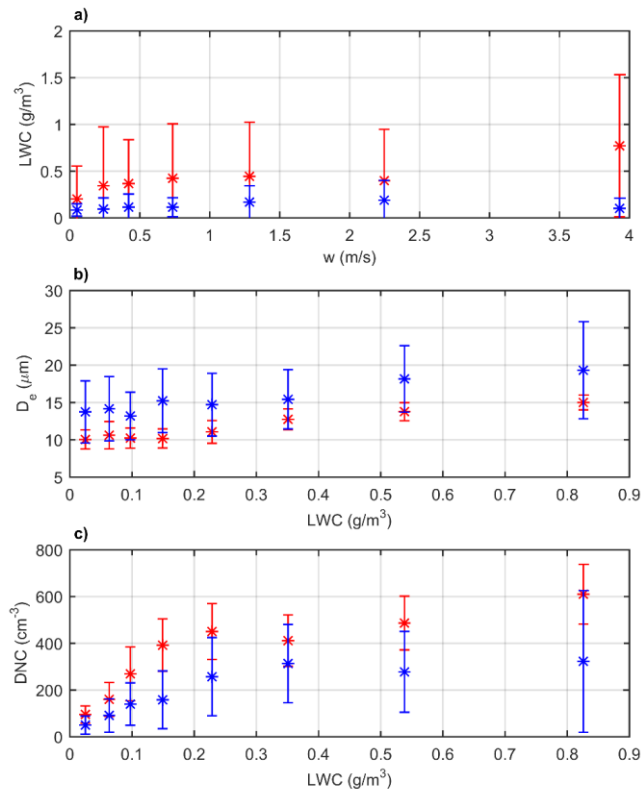 a)
2
1.5
1
0.5
0
LWC (g/m³)
0 0.5 1 1.5 2 2.5 3 3.5 4
w (m/s)
b)
30
25
20
15
10
5
D_e (μm)
0 0.1 0.2 0.3 0.4 0.5 0.6 0.7 0.8 0.9
LWC (g/m³)
c)
800
600
400
200
0
DNC (cm⁻³)
0 0.1 0.2 0.3 0.4 0.5 0.6 0.7 0.8 0.9
LWC (g/m³)